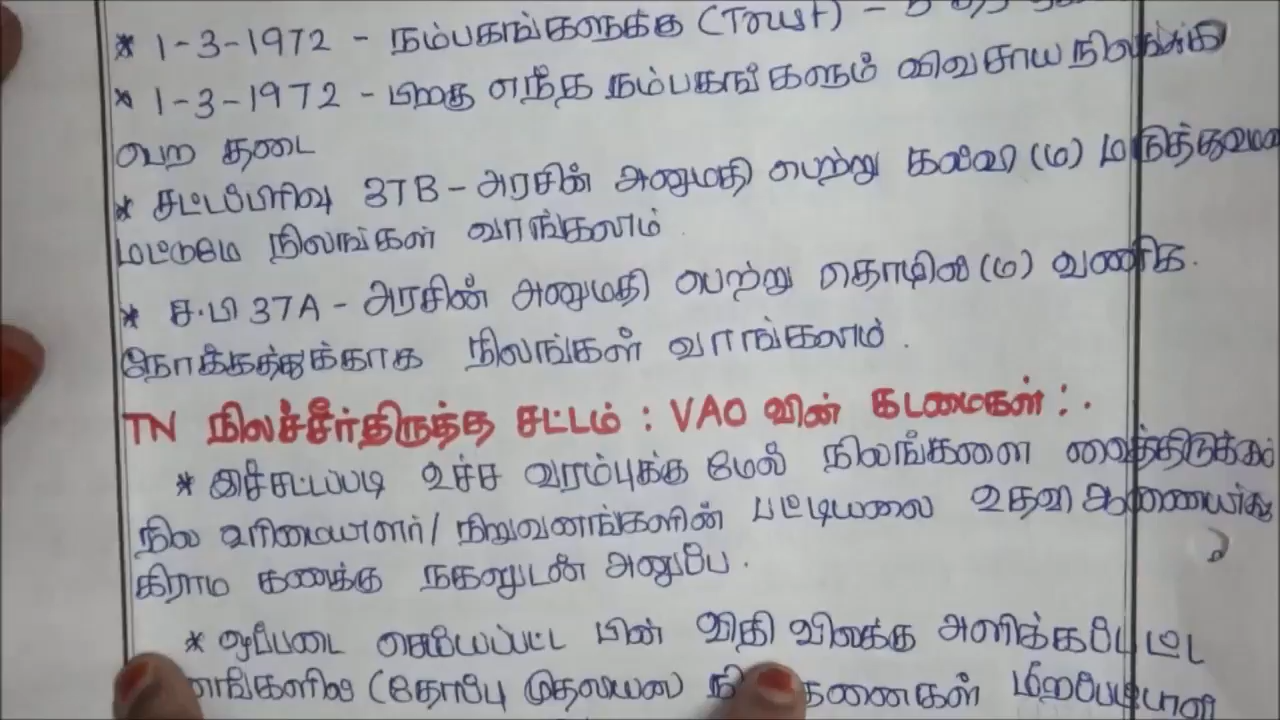 * 1-3-1972 - நம்பகங்களுக்கு (Trust) -
* 1-3-1972 - பிறகு எந்த நம்பகங்களும் விவசாய நிலங்கள்
பெற தடை
* சட்டப்பிரிவு 37B - அரசின் அனுமதி பெற்று கல்வி (ம) மருத்துவமனை
மட்டுமே நிலங்கள் வாங்கலாம்.
* ச.பி 37A - அரசின் அனுமதி பெற்று தொழில் (ம) வணிக.
நோக்கத்துக்காக நிலங்கள் வாங்கலாம்.
TN நிலச்சீர்திருத்த சட்டம் : VAO வின் கடமைகள் :.
* இச்சட்டப்படி உச்ச வரம்புக்கு மேல் நிலங்களை வைத்திருக்கும்
நில உரிமையாளர்/ நிறுவனங்களின் பட்டியலை உதவி ஆணையர்கு
கிராம கணக்கு நகலுடன் அனுப்பே.
* ஒப்படை செய்யப்பட்ட பின் விதி விலக்கு அளிக்கப்பட்ட
(தோப்பு முதலியன)